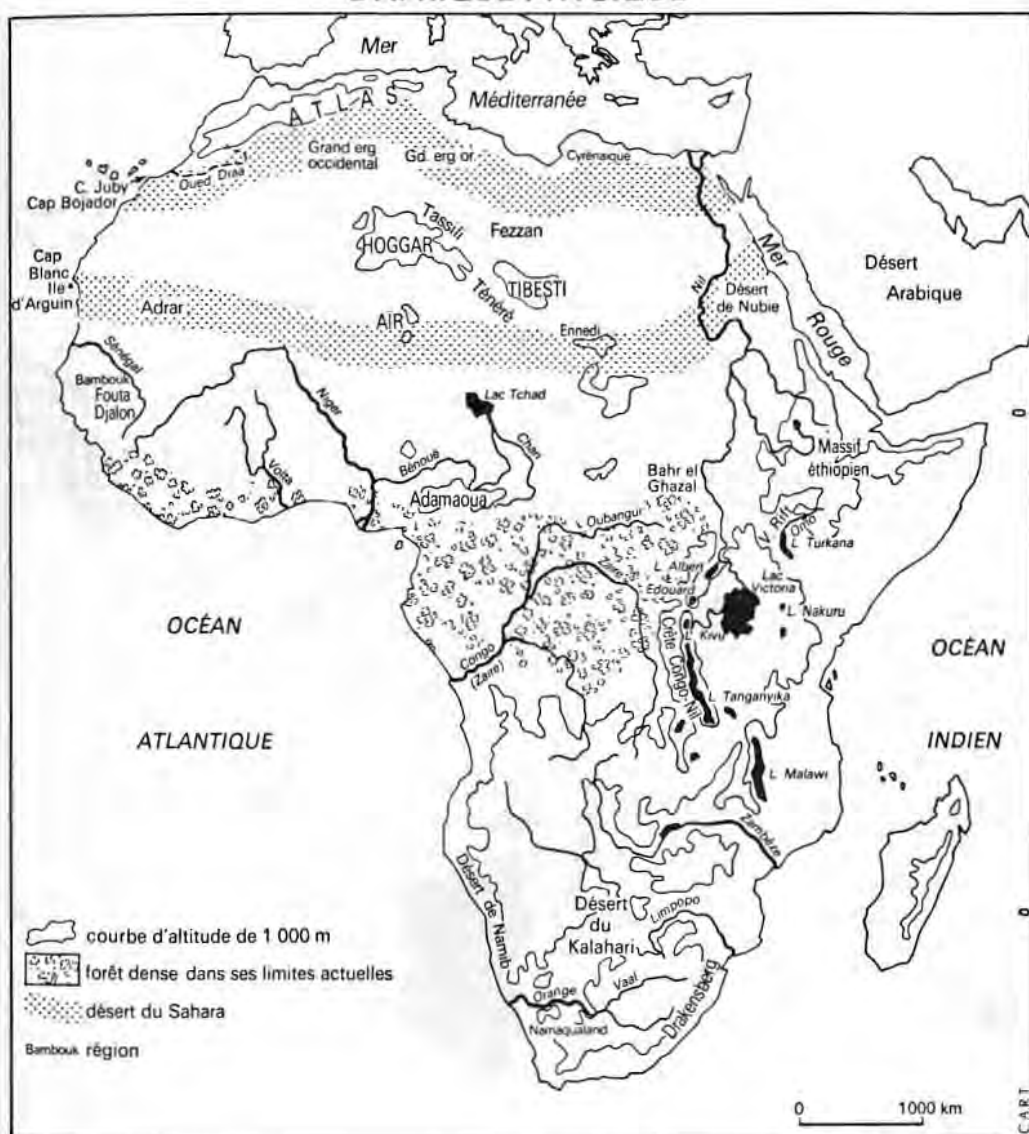 Mer
Méditerranée
ATLAS
Grand erg
occidental
Gd. erg or.
Cyrénaïque
Oued Draa
C. Juby
Cap Bojador
Tassili
HOGGAR
Fezzan
Cap
Blanc
Ile
d'Arguin
Ténéré
TIBESTI
Nil
Désert
de Nubie
Mer
Rouge
Désert
Arabique
Adrar
AÏR
Ennedi
Sénégal
Bambouk
Fouta
Djalon
Niger
Lac Tchad
Chari
Volta
Bénoué
Adamaoua
Bahr el
Ghazal
Massif
éthiopien
V. Rift
Omo
L. Turkana
Oubangui
L. Albert
Zaïre
Edouard
Lac
Victoria
L. Nakuru
L. Kivu
Crête Congo-Nil
Congo
(Zaïre)
OCÉAN
ATLANTIQUE
OCÉAN
INDIEN
L. Tanganyika
L. Malawi
Zambèze
Désert de Namib
Désert
du
Kalahari
Limpopo
Orange
Vaal
Namaqualand
Drakensberg
courbe d'altitude de 1 000 m
forêt dense dans ses limites actuelles
désert du Sahara
Bambouk région
0 1000 km
CART